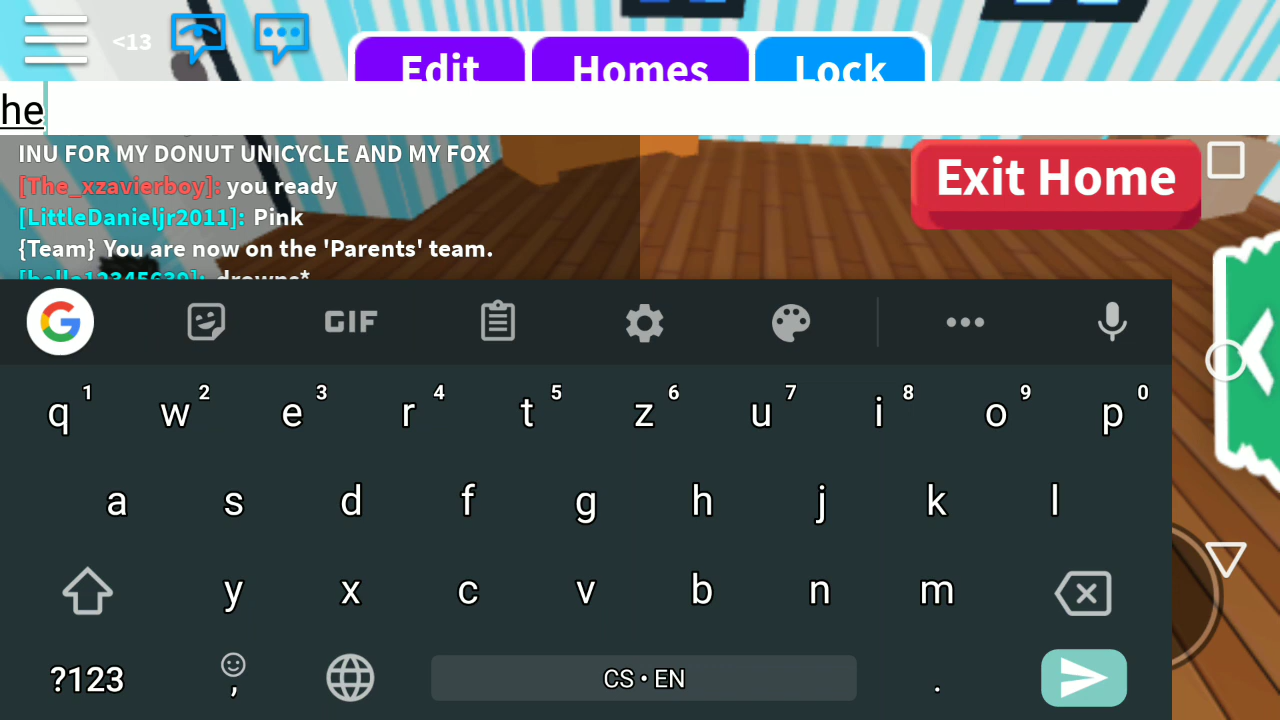 <13
Edit Homes Lock
he
INU FOR MY DONUT UNICYCLE AND MY FOX
[The_xzavierboy]: you ready
[LittleDanieljr2011]: Pink
{Team} You are now on the 'Parents' team.
[hello12345639]: drowns*
Exit Home
G GIF
q 1 w 2 e 3 r 4 t 5 z 6 u 7 i 8 o 9 p 0
a s d f g h j k l
y x c v b n m
?123 , CS • EN .